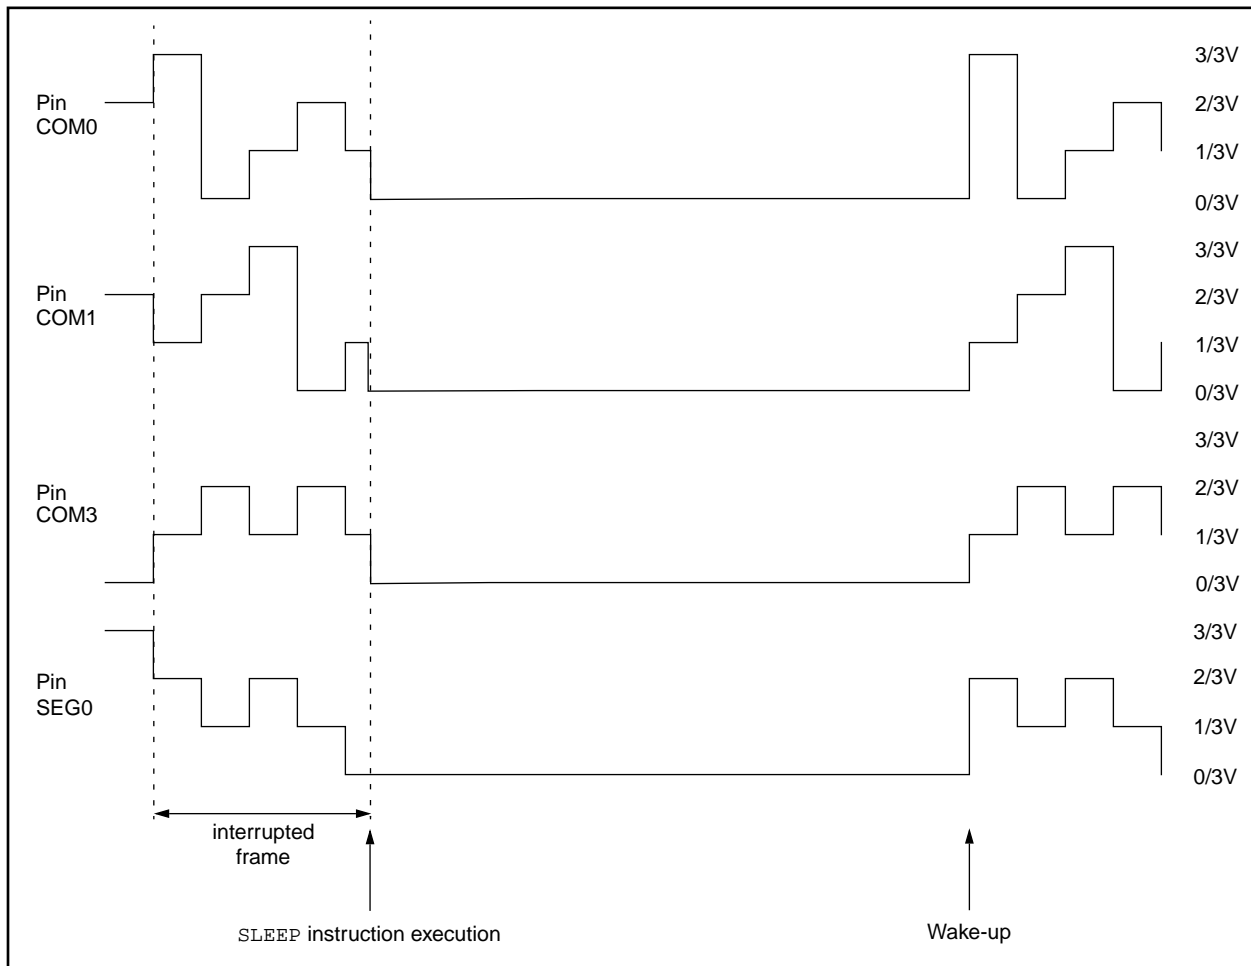 3/3V
Pin
COM0
2/3V
1/3V
0/3V
3/3V
Pin
COM1
2/3V
1/3V
0/3V
3/3V
Pin
COM3
2/3V
1/3V
0/3V
3/3V
Pin
SEG0
2/3V
1/3V
0/3V
interrupted
frame
SLEEP instruction execution
Wake-up